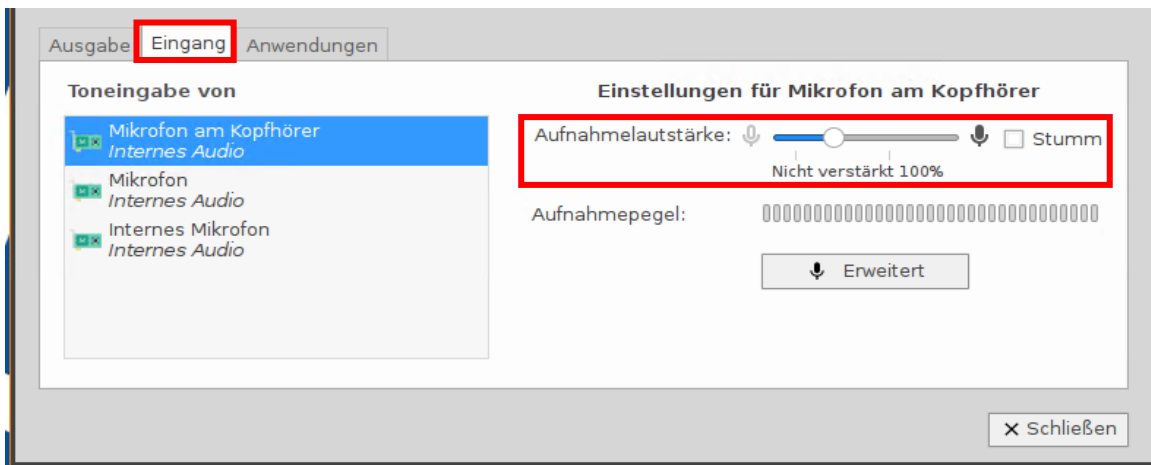 Ausgabe Eingang Anwendungen
Toneingabe von
Mikrofon am Kopfhörer
Internes Audio
Mikrofon
Internes Audio
Internes Mikrofon
Internes Audio
Einstellungen für Mikrofon am Kopfhörer
Aufnahmelautstärke: Stumm
Nicht verstärkt 100%
Aufnahmepegel:
Erweitert
Schließen